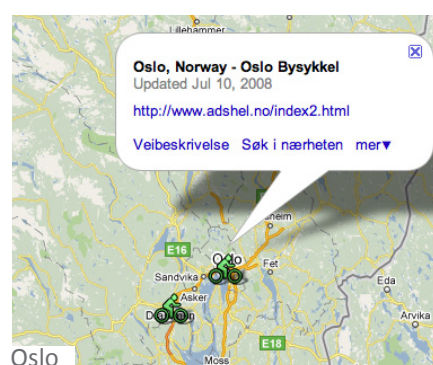 Lillehammer
Oslo, Norway - Oslo Bysykkel
Updated Jul 10, 2008
http://www.adshel.no/index2.html
Veibeskrivelse Søk i nærheten mer▼
E16
Fet
Sandvika
Asker
Eda
Arvika
E18
Moss
Oslo